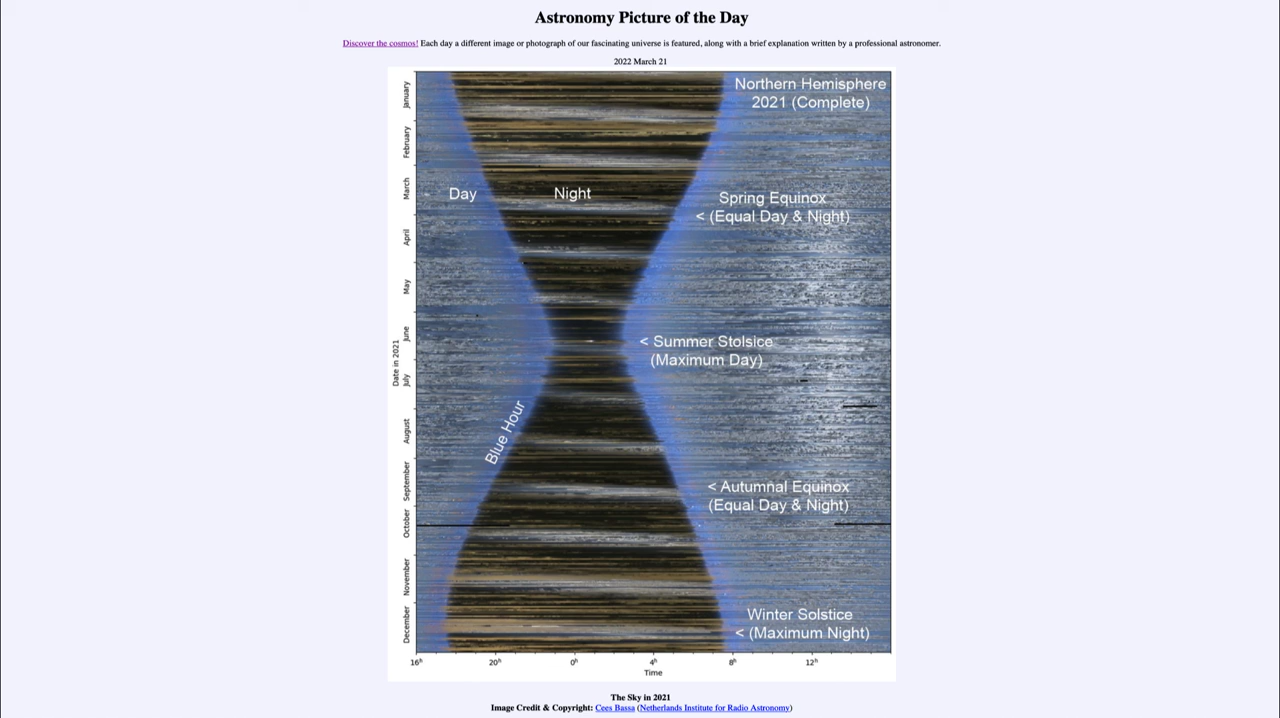 Astronomy Picture of the Day
Discover the cosmos! Each day a different image or photograph of our fascinating universe is featured, along with a brief explanation written by a professional astronomer.
2022 March 21
Northern Hemisphere
2021 (Complete)
Day
Night
Spring Equinox
< (Equal Day & Night)
< Summer Stolsice
(Maximum Day)
Blue Hour
< Autumnal Equinox
(Equal Day & Night)
Winter Solstice
< (Maximum Night)
Date in 2021
January
February
March
April
May
June
July
August
September
October
November
December
16h
20h
0h
4h
8h
12h
Time
The Sky in 2021
Image Credit & Copyright: Cees Bassa (Netherlands Institute for Radio Astronomy)